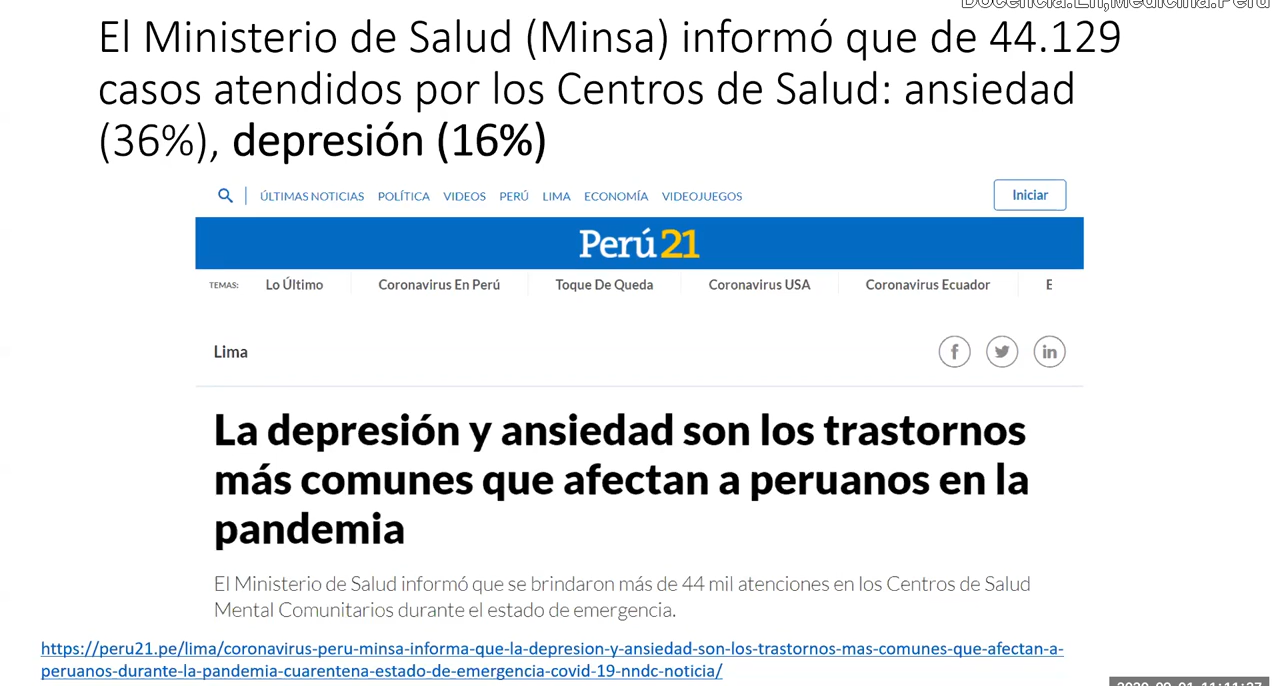 Docencia.En,Medicina.Perú
El Ministerio de Salud (Minsa) informó que de 44.129
casos atendidos por los Centros de Salud: ansiedad
(36%), depresión (16%)
ÚLTIMAS NOTICIAS POLÍTICA VIDEOS PERÚ LIMA ECONOMÍA VIDEOJUEGOS Iniciar
Perú21
TEMAS: Lo Último Coronavirus En Perú Toque De Queda Coronavirus USA Coronavirus Ecuador E
Lima
La depresión y ansiedad son los trastornos
más comunes que afectan a peruanos en la
pandemia
El Ministerio de Salud informó que se brindaron más de 44 mil atenciones en los Centros de Salud
Mental Comunitarios durante el estado de emergencia.
https://peru21.pe/lima/coronavirus-peru-minsa-informa-que-la-depresion-y-ansiedad-son-los-trastornos-mas-comunes-que-afectan-a-
peruanos-durante-la-pandemia-cuarentena-estado-de-emergencia-covid-19-nndc-noticia/